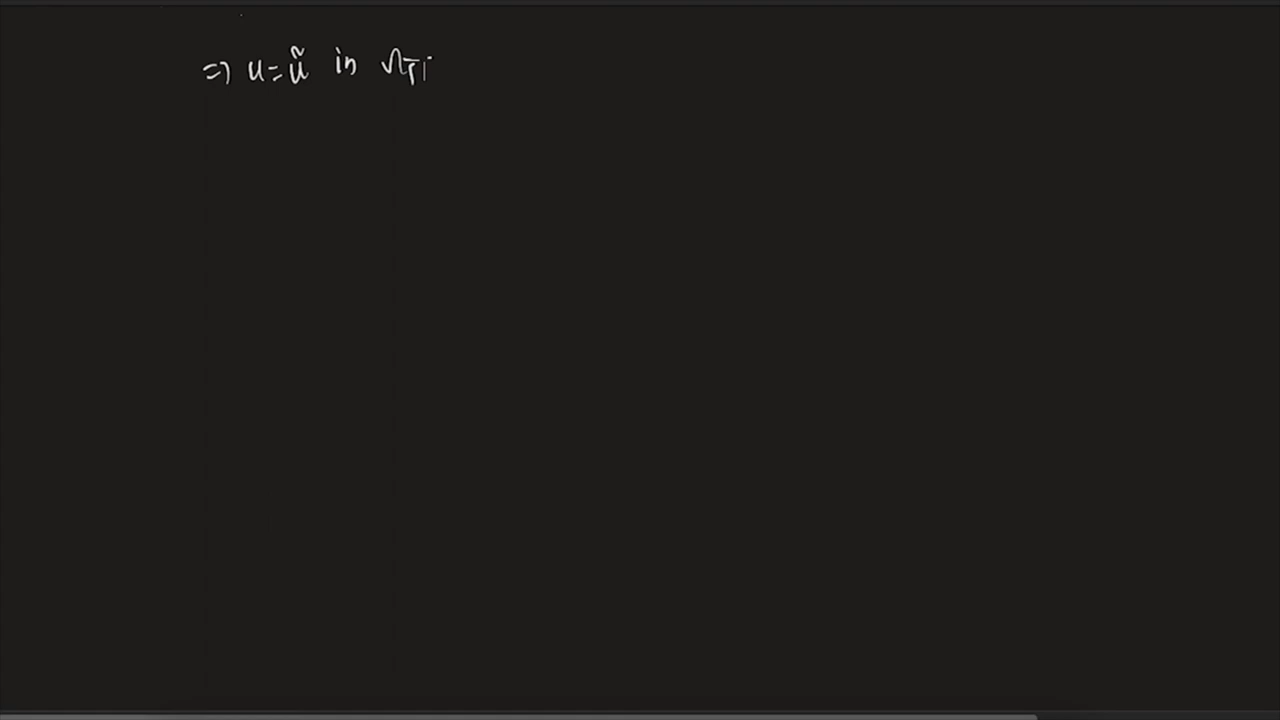 ⇒ u = ũ in Ω_T